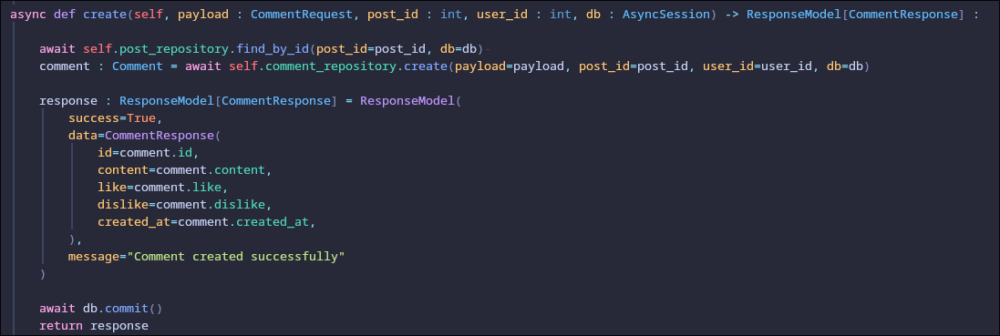 async def create(self, payload : CommentRequest, post_id : int, user_id : int, db : AsyncSession) -> ResponseModel[CommentResponse] :
await self.post_repository.find_by_id(post_id=post_id, db=db)
comment : Comment = await self.comment_repository.create(payload=payload, post_id=post_id, user_id=user_id, db=db)
response : ResponseModel[CommentResponse] = ResponseModel(
success=True,
data=CommentResponse(
id=comment.id,
content=comment.content,
like=comment.like,
dislike=comment.dislike,
created_at=comment.created_at,
),
message="Comment created successfully"
)
await db.commit()
return response